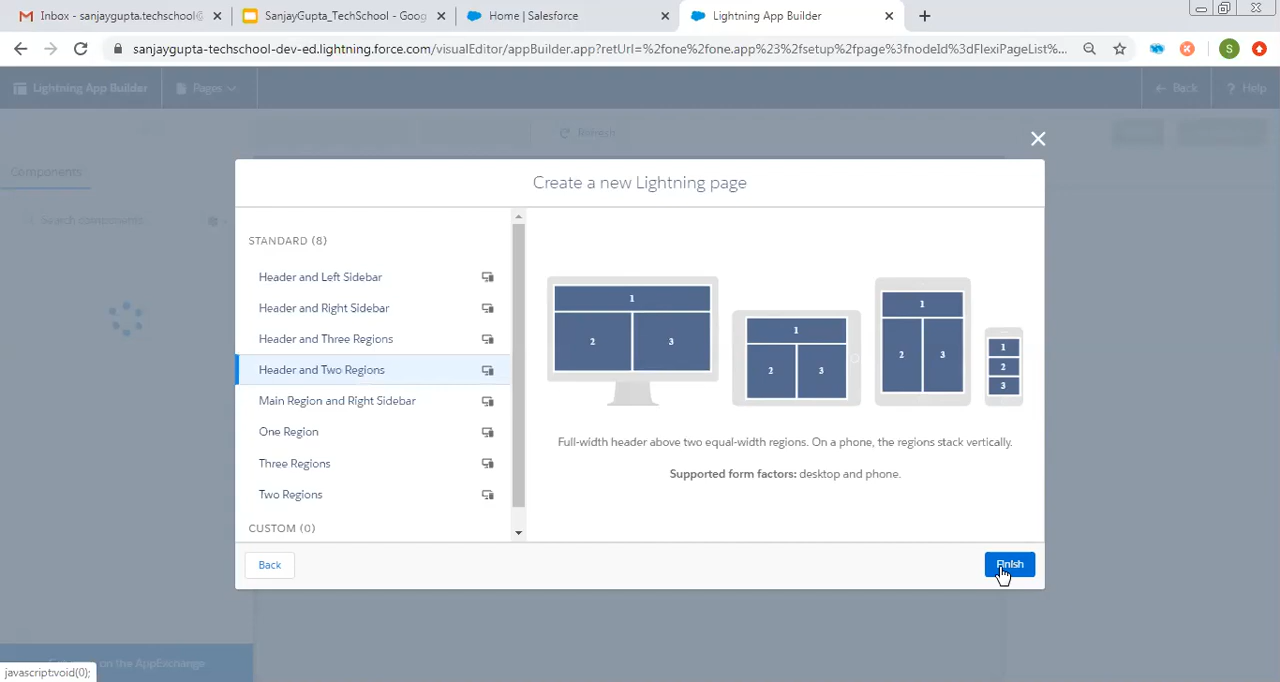 Inbox - sanjaygupta.techschool@
SanjayGupta_TechSchool - Goog
Home | Salesforce
Lightning App Builder
sanjaygupta-techschool-dev-ed.lightning.force.com/visualEditor/appBuilder.app?retUrl=%2fone%2fone.app%23%2fsetup%2fpage%3fnodeId%3dFlexiPageList%...
S
Lightning App Builder
Pages
Back
? Help
Refresh
Components
Search components
Create a new Lightning page
STANDARD (8)
Header and Left Sidebar
Header and Right Sidebar
Header and Three Regions
Header and Two Regions
Main Region and Right Sidebar
One Region
Three Regions
Two Regions
CUSTOM (0)
1
2 3
1
2 3
1
2 3
1
2
3
Full-width header above two equal-width regions. On a phone, the regions stack vertically.
Supported form factors: desktop and phone.
Back
Finish
on the AppExchange
javascript:void(0);